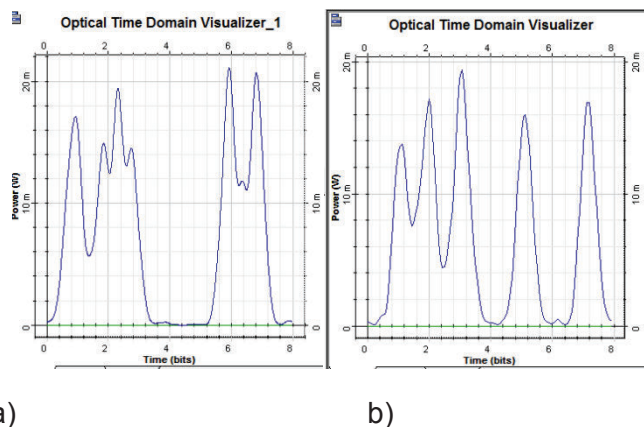 Optical Time Domain Visualizer_1
0 2 4 6 8
20 m
10 m
0
Power (W)
20 m
10 m
0
0 2 4 6 8
Time (bits)
Optical Time Domain Visualizer
0 2 4 6 8
20 m
10 m
0
Power (W)
20 m
10 m
0
0 2 4 6 8
Time (bits)
a)
b)